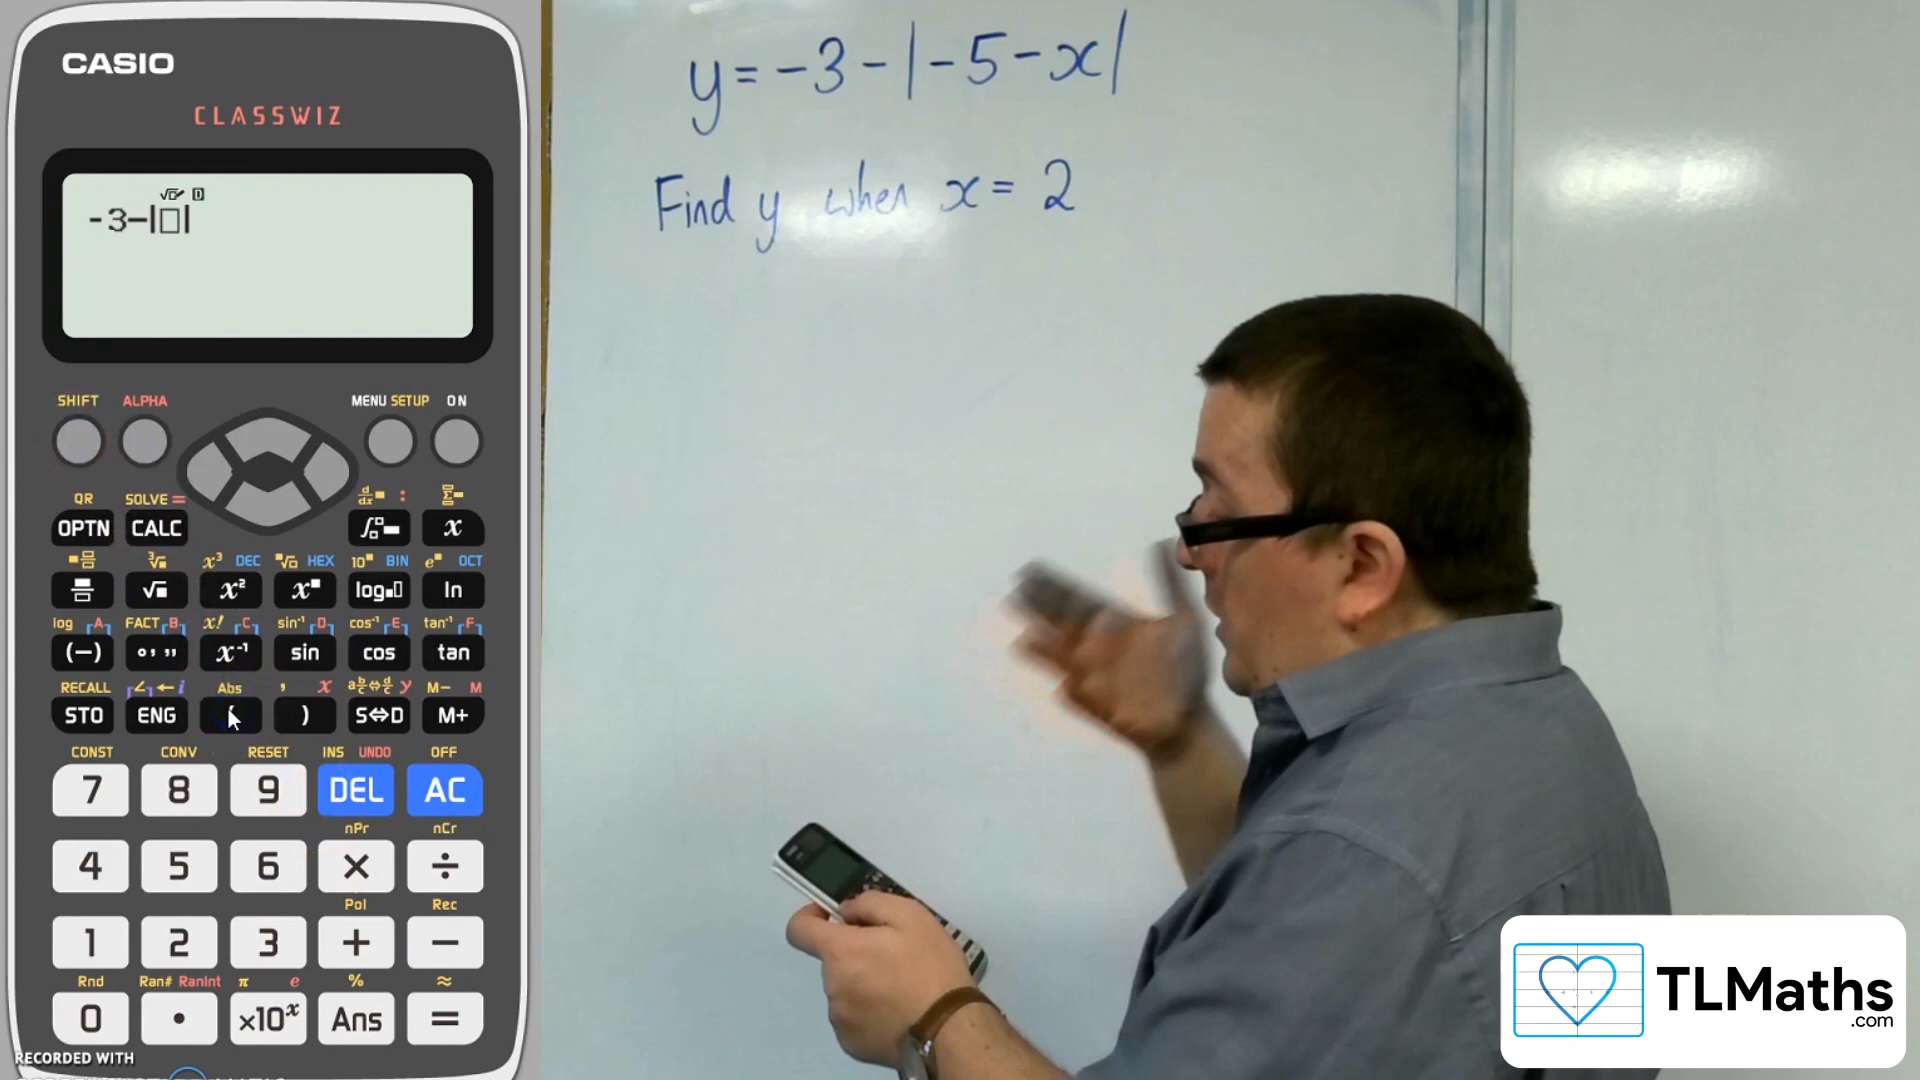 CASIO
CLASSWIZ
-3-|□|
SHIFT ALPHA MENU SETUP ON
QR SOLVE = d/dx■ : Σ
OPTN CALC ∫ x
x³ DEC HEX 10■ BIN e■ OCT
√■ x² x■ log ln
log A FACT B x! C sin⁻¹ D cos⁻¹ E tan⁻¹ F
(−) ° ' " x⁻¹ sin cos tan
RECALL ∠ ← i Abs , x a b/c⇔d/c y M− M
STO ENG ( ) S⇔D M+
CONST CONV RESET INS UNDO OFF
7 8 9 DEL AC
nPr nCr
4 5 6 × ÷
Pol Rec
1 2 3 + −
Rnd Ran# RanInt π e % ≈
0 • ×10ˣ Ans =
RECORDED WITH
y = -3 - |-5 - x|
Find y when x = 2
TLMaths
.com